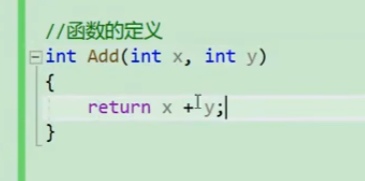 //函数的定义
int Add(int x, int y)
{
    return x + y;
}